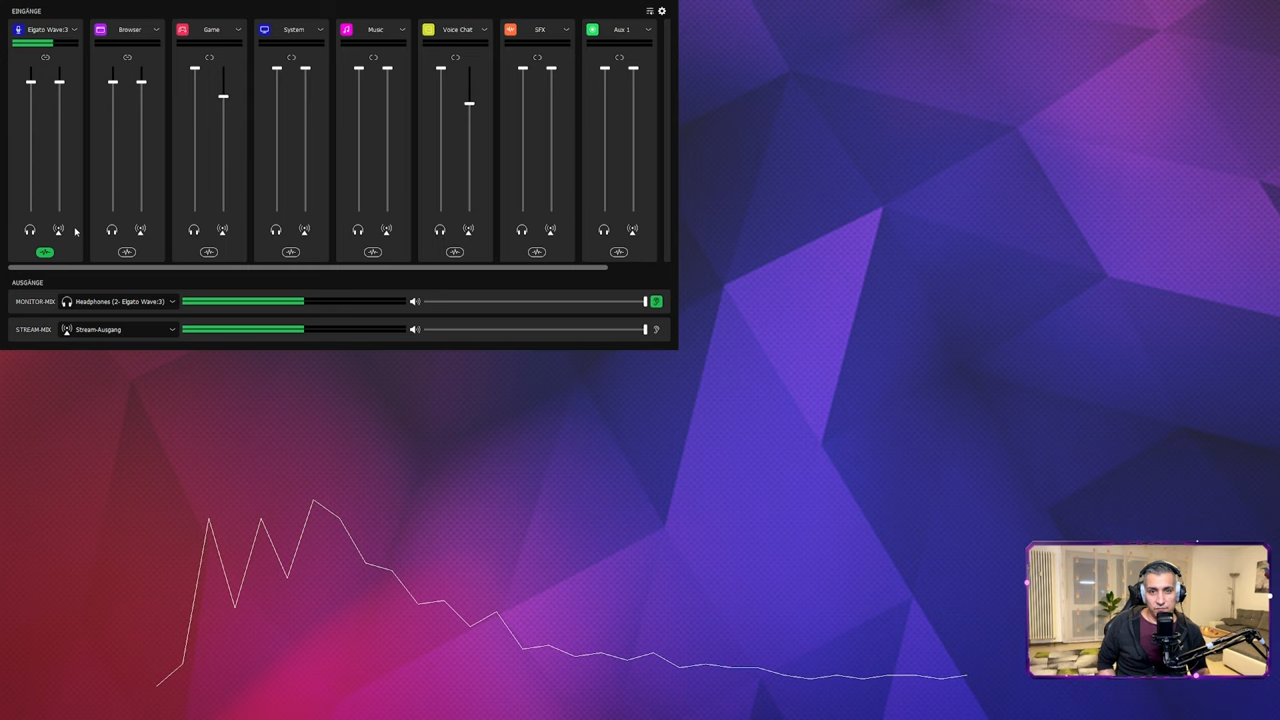 EINGÄNGE
Elgato Wave:3
Browser
Game
System
Music
Voice Chat
SFX
Aux 1
AUSGÄNGE
MONITOR-MIX
Headphones (2- Elgato Wave:3)
STREAM-MIX
Stream-Ausgang